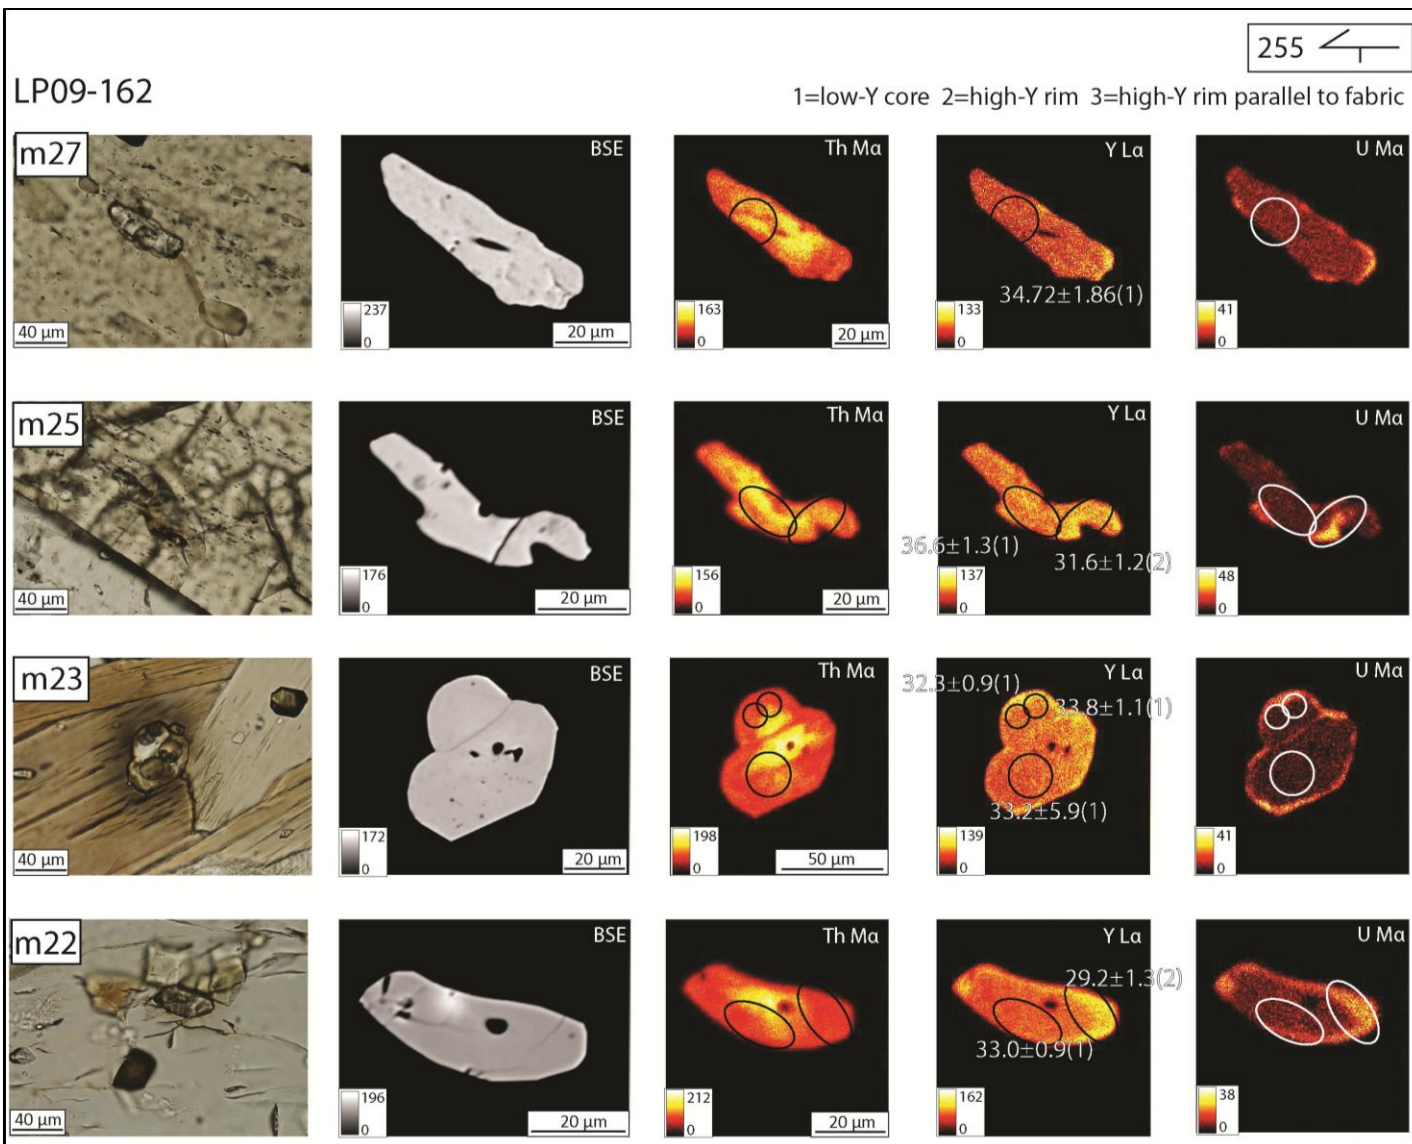 255
LP09-162
1=low-Y core 2=high-Y rim 3=high-Y rim parallel to fabric
m27
40 µm
BSE
237
0
20 µm
Th Mα
163
0
20 µm
Y Lα
34.72±1.86(1)
133
0
U Mα
41
0
m25
40 µm
BSE
176
0
20 µm
Th Mα
156
0
20 µm
Y Lα
36.6±1.3(1)
31.6±1.2(2)
137
0
U Mα
48
0
m23
40 µm
BSE
172
0
20 µm
Th Mα
198
0
50 µm
Y Lα
32.3±0.9(1)
33.8±1.1(1)
33.2±5.9(1)
139
0
U Mα
41
0
m22
40 µm
BSE
196
0
20 µm
Th Mα
212
0
20 µm
Y Lα
29.2±1.3(2)
33.0±0.9(1)
162
0
U Mα
38
0